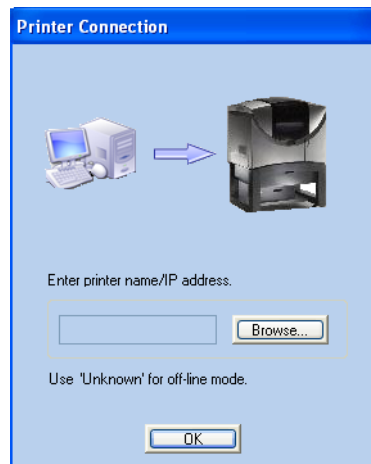 Printer Connection
Enter printer name/IP address.
Browse...
Use 'Unknown' for off-line mode.
OK